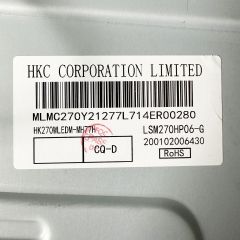 HKC CORPORATION LIMITED
MLMC270Y21277L714ER00280
HK270WLEDM-MH77H
LSM270HP06-G
CQ-D
200102006430
RoHS